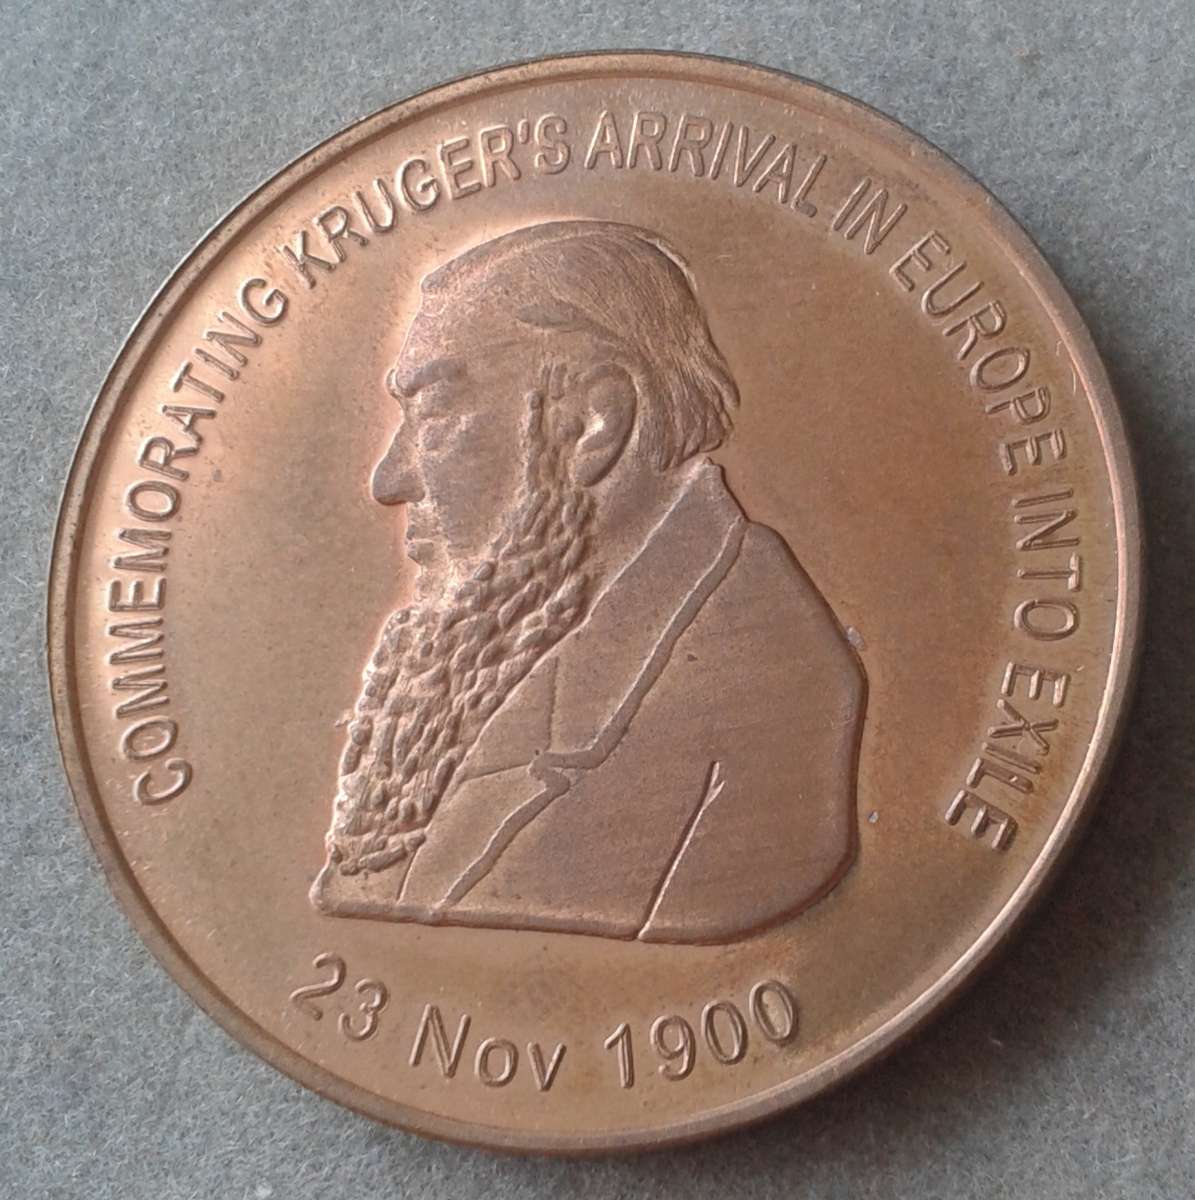 COMMEMORATING KRUGER'S ARRIVAL IN EUROPE INTO EXILE
23 Nov 1900